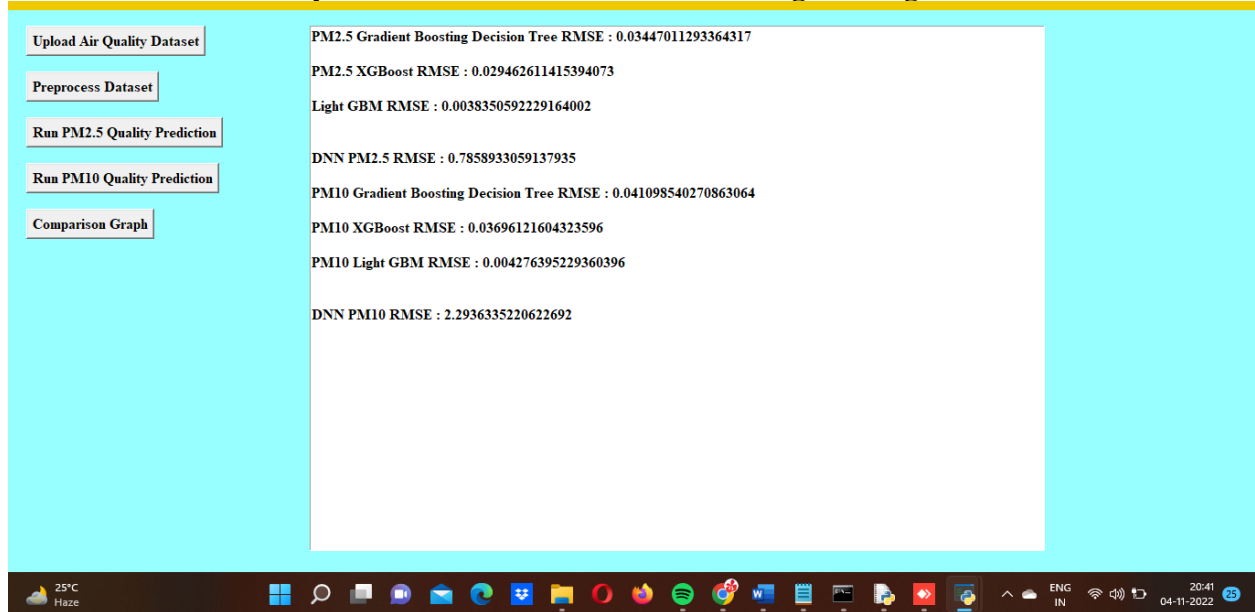 Upload Air Quality Dataset
Preprocess Dataset
Run PM2.5 Quality Prediction
Run PM10 Quality Prediction
Comparison Graph
PM2.5 Gradient Boosting Decision Tree RMSE : 0.03447011293364317
PM2.5 XGBoost RMSE : 0.029462611415394073
Light GBM RMSE : 0.0038350592229164002
DNN PM2.5 RMSE : 0.7858933059137935
PM10 Gradient Boosting Decision Tree RMSE : 0.041098540270863064
PM10 XGBoost RMSE : 0.03696121604323596
PM10 Light GBM RMSE : 0.004276395229360396
DNN PM10 RMSE : 2.2936335220622692
25°C
Haze
ENG
IN
20:41
04-11-2022
25